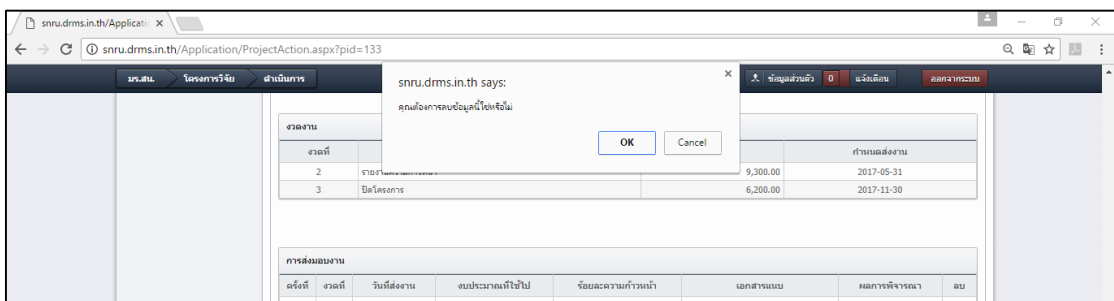 snru.drms.in.th/Applicati
snru.drms.in.th/Application/ProjectAction.aspx?pid=133
มร.สน. โครงการวิจัย ดำเนินการ
ข้อมูลส่วนตัว 0 แจ้งเตือน ออกจากระบบ
snru.drms.in.th says:
คุณต้องการลบข้อมูลนี้ใช่หรือไม่
OK Cancel
งวดงาน
งวดที่ กำหนดส่งงาน
2 9,300.00 2017-05-31
3 ปิดโครงการ 6,200.00 2017-11-30
การส่งมอบงาน
ครั้งที่ งวดที่ วันที่ส่งงาน งบประมาณที่ใช้ไป ร้อยละความก้าวหน้า เอกสารแนบ ผลการพิจารณา ลบ